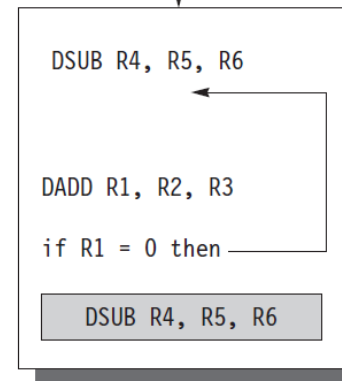 DSUB R4, R5, R6
DADD R1, R2, R3
if R1 = 0 then
DSUB R4, R5, R6